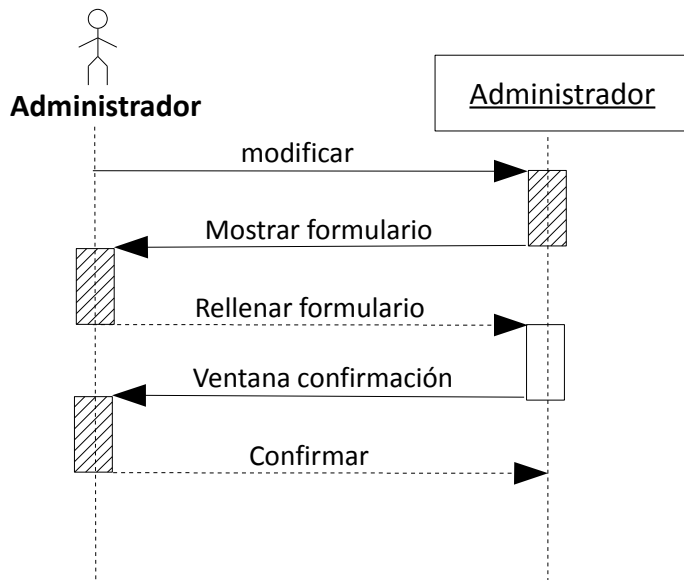 Administrador
Administrador
modificar
Mostrar formulario
Rellenar formulario
Ventana confirmación
Confirmar